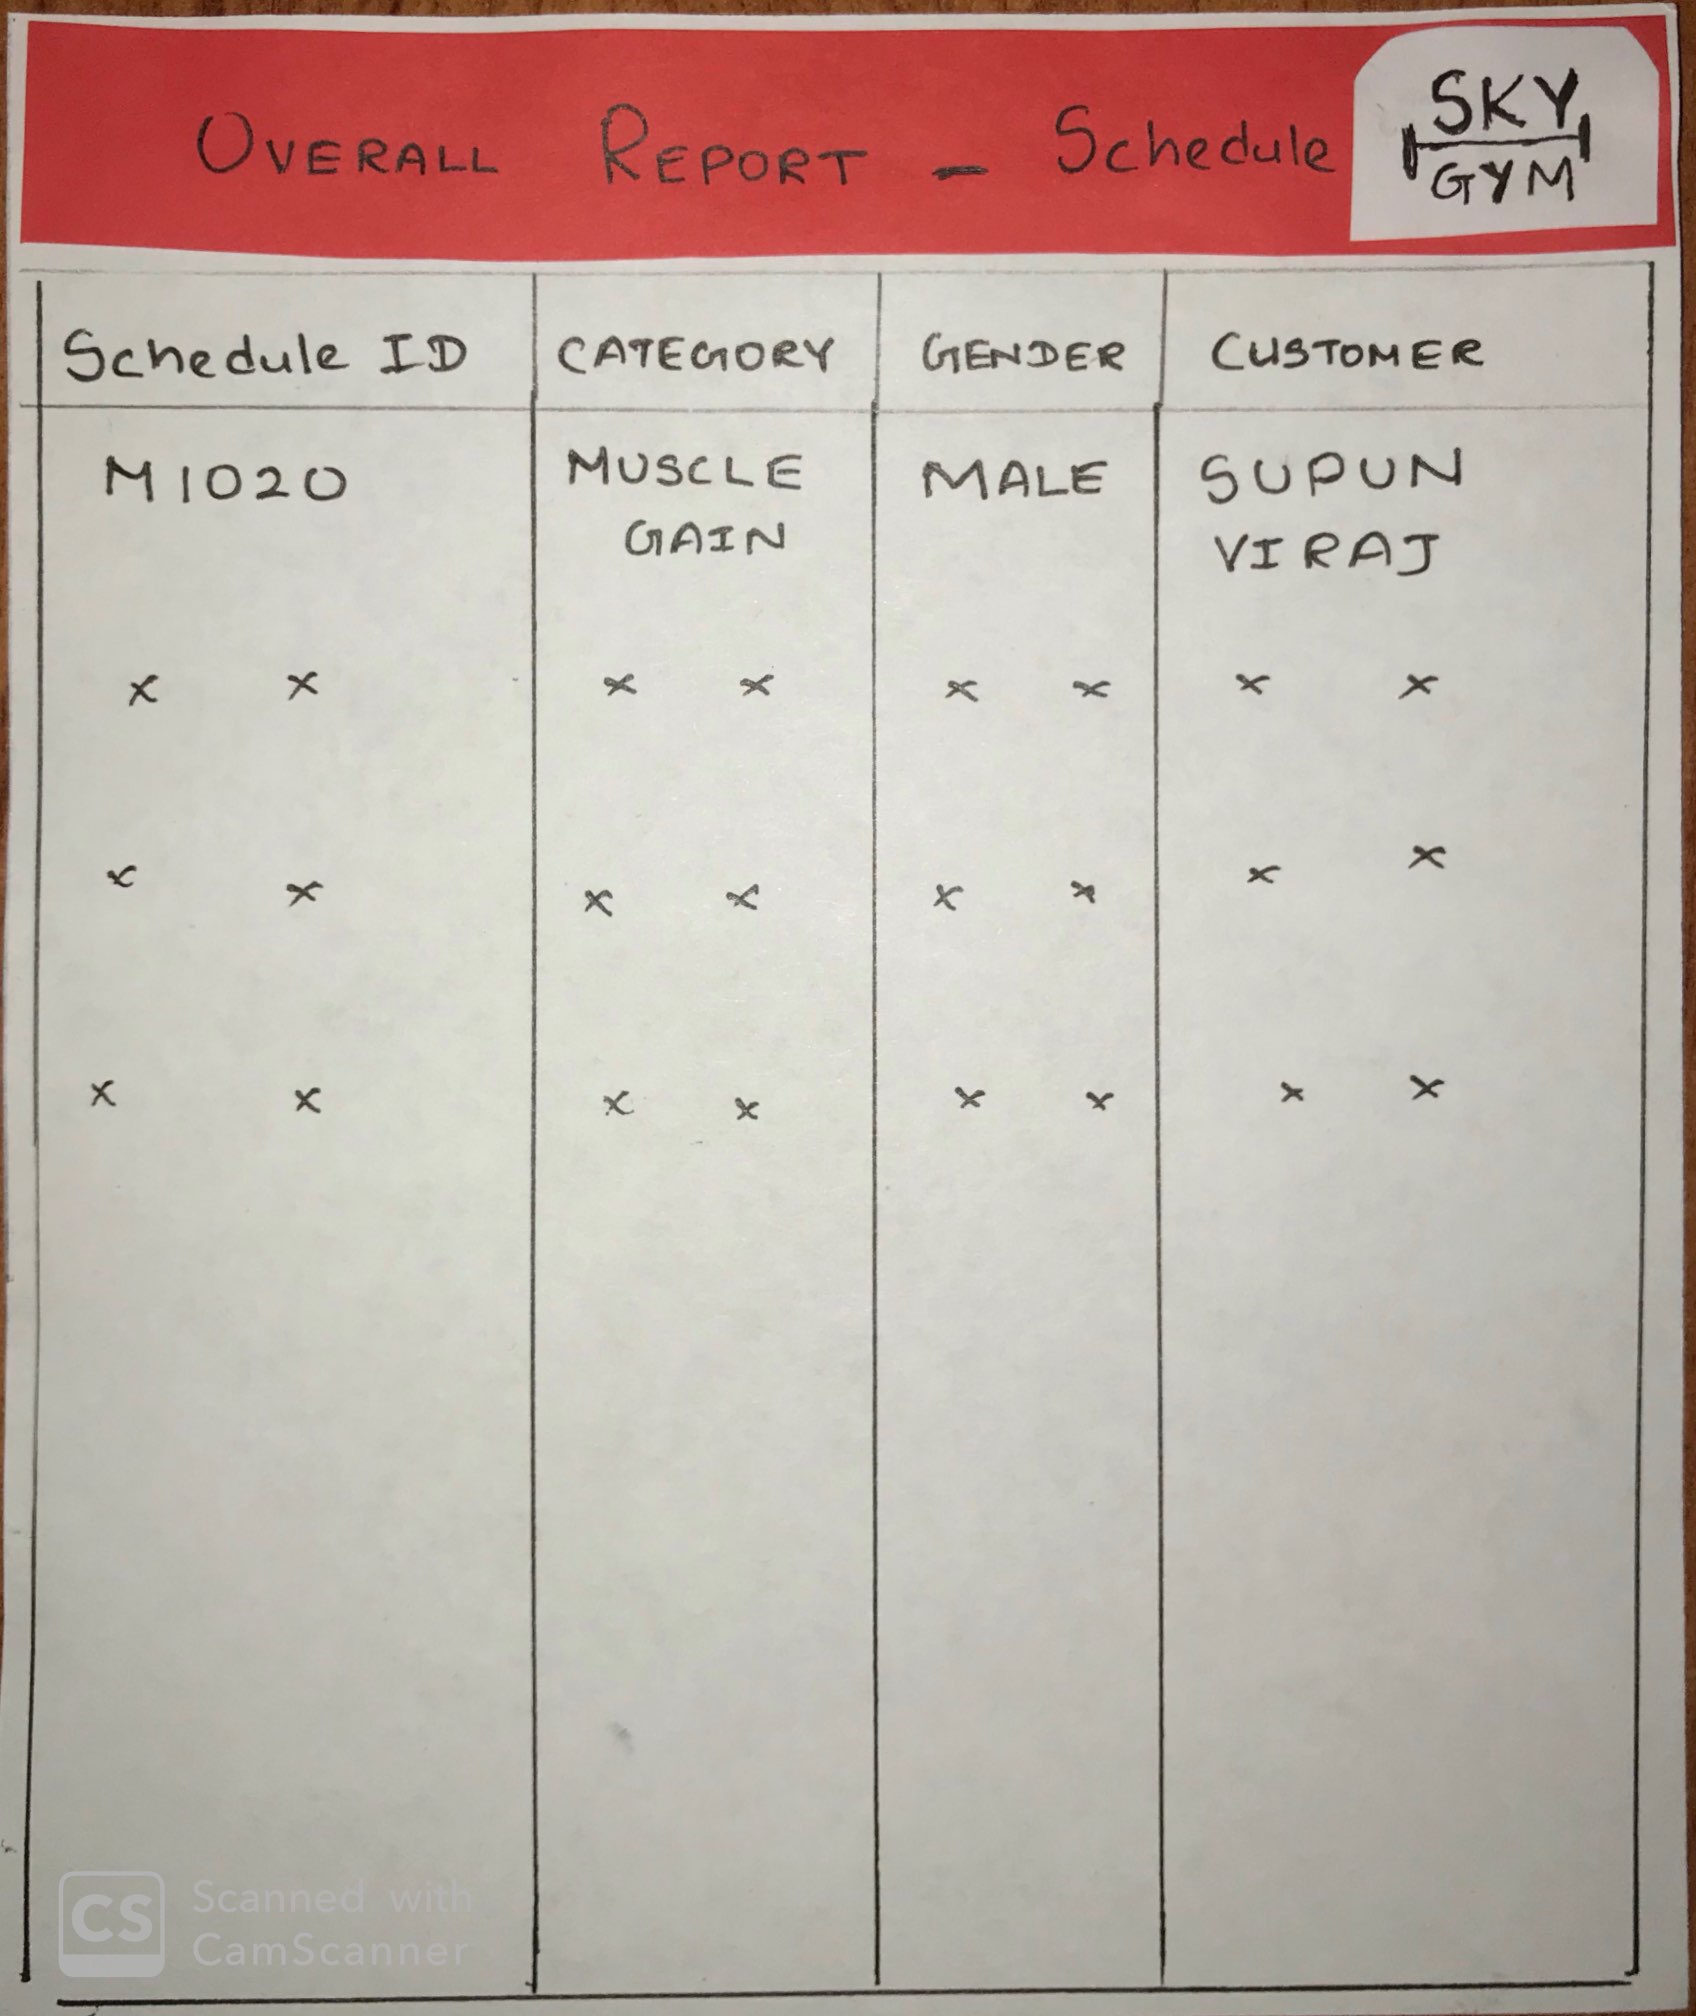 OVERALL REPORT - Schedule
SKY
GYM
Schedule ID CATEGORY GENDER CUSTOMER
M1020 MUSCLE MALE SUPUN
GAIN VIRAJ
x x x x x x x x
x x x x x x x x
x x x x x x x x
CS Scanned with
CamScanner